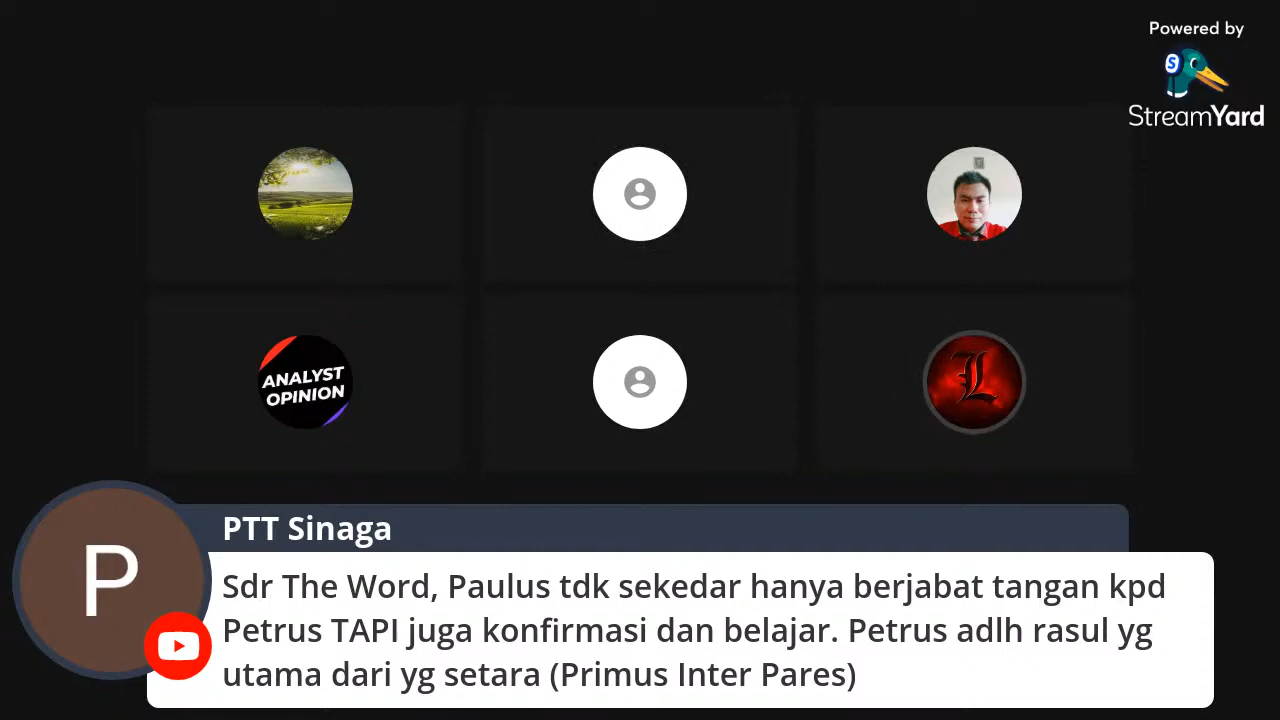 Powered by
StreamYard
ANALYST
OPINION
L
P
PTT Sinaga
Sdr The Word, Paulus tdk sekedar hanya berjabat tangan kpd
Petrus TAPI juga konfirmasi dan belajar. Petrus adlh rasul yg
utama dari yg setara (Primus Inter Pares)